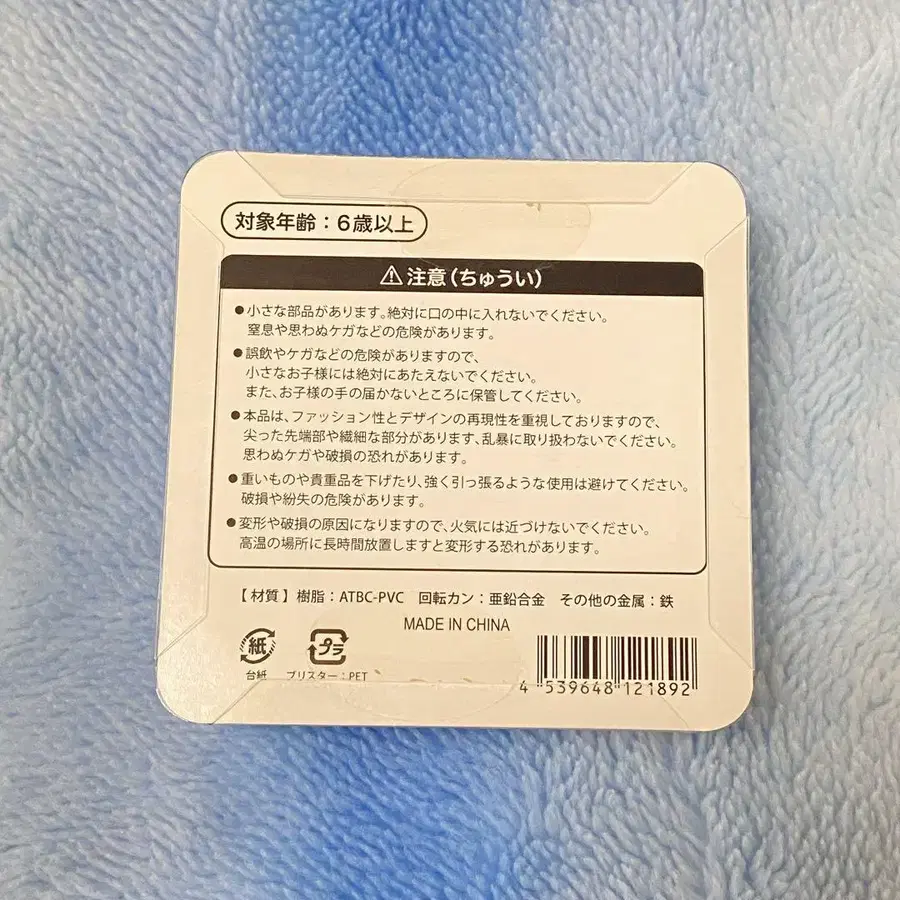 対象年齢：6歳以上
⚠注意（ちゅうい）
●小さな部品があります。絶対に口の中に入れないでください。
窒息や思わぬケガなどの危険があります。
●誤飲やケガなどの危険がありますので、
小さなお子様には絶対にあたえないでください。
また、お子様の手の届かないところに保管してください。
●本品は、ファッション性とデザインの再現性を重視しておりますので、
尖った先端部や繊細な部分があります、乱暴に取り扱わないでください。
思わぬケガや破損の恐れがあります。
●重いものや貴重品を下げたり、強く引っ張るような使用は避けてください。
破損や紛失の危険があります。
●変形や破損の原因になりますので、火気には近づけないでください。
高温の場所に長時間放置しますと変形する恐れがあります。
【材質】樹脂：ATBC-PVC 回転カン：亜鉛合金 その他の金属：鉄
MADE IN CHINA
紙
プラ
台紙
ブリスター：PET
4 539648 121892